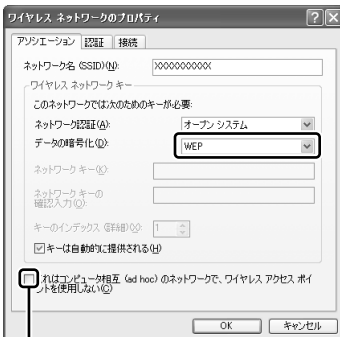 ワイヤレス ネットワークのプロパティ
アソシエーション 認証 接続
ネットワーク名 (SSID)(N): XXXXXXXXXX
ワイヤレス ネットワーク キー
このネットワークでは次のためのキーが必要:
ネットワーク認証(A): オープン システム
データの暗号化(D): WEP
ネットワーク キー(K):
ネットワーク キーの
確認入力(O):
キーのインデックス (詳細)(X): 1
キーは自動的に提供される(H)
これはコンピュータ相互 (ad hoc) のネットワークで、ワイヤレス アクセス ポイ
ントを使用しない(C)
OK キャンセル